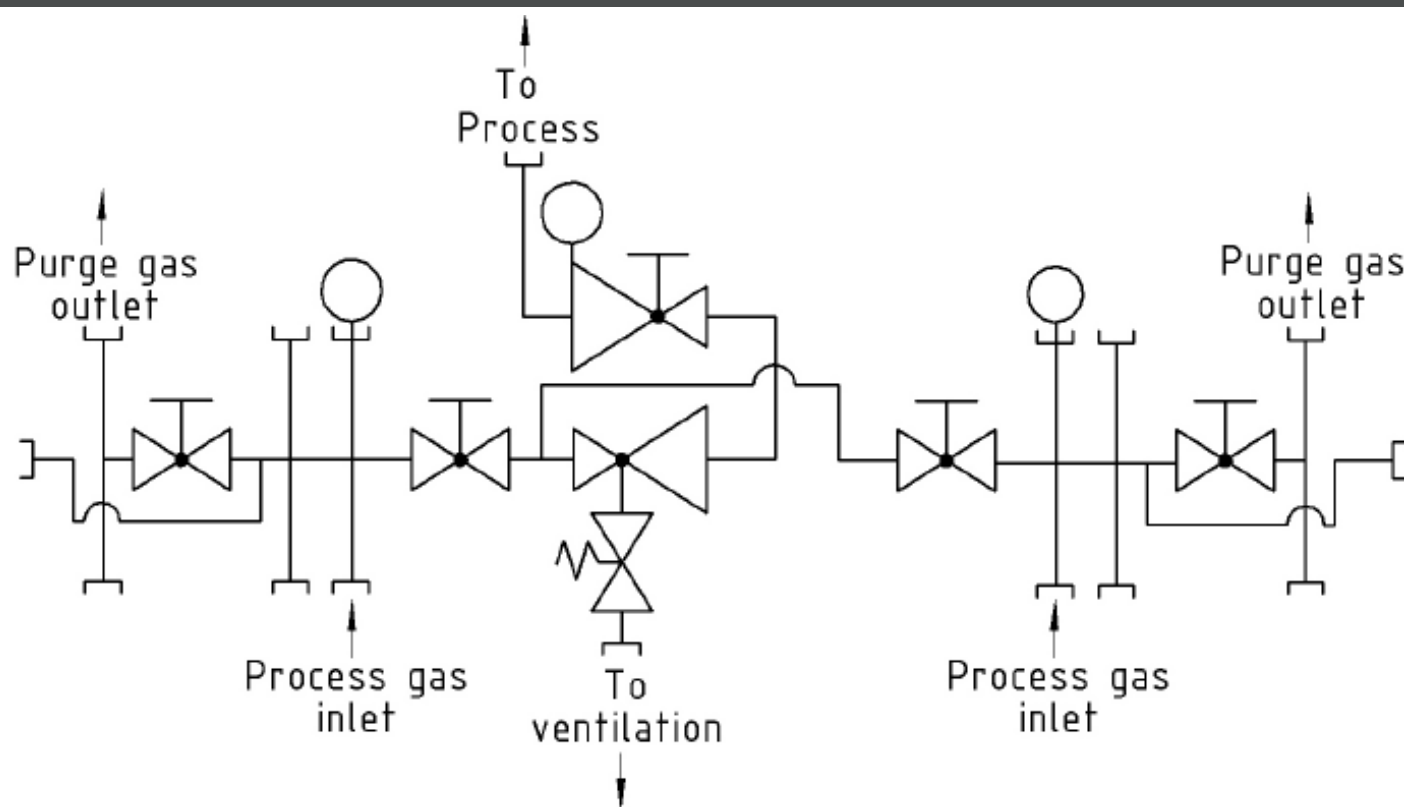 To
Process
Purge gas
outlet
Purge gas
outlet
Process gas
inlet
To
ventilation
Process gas
inlet